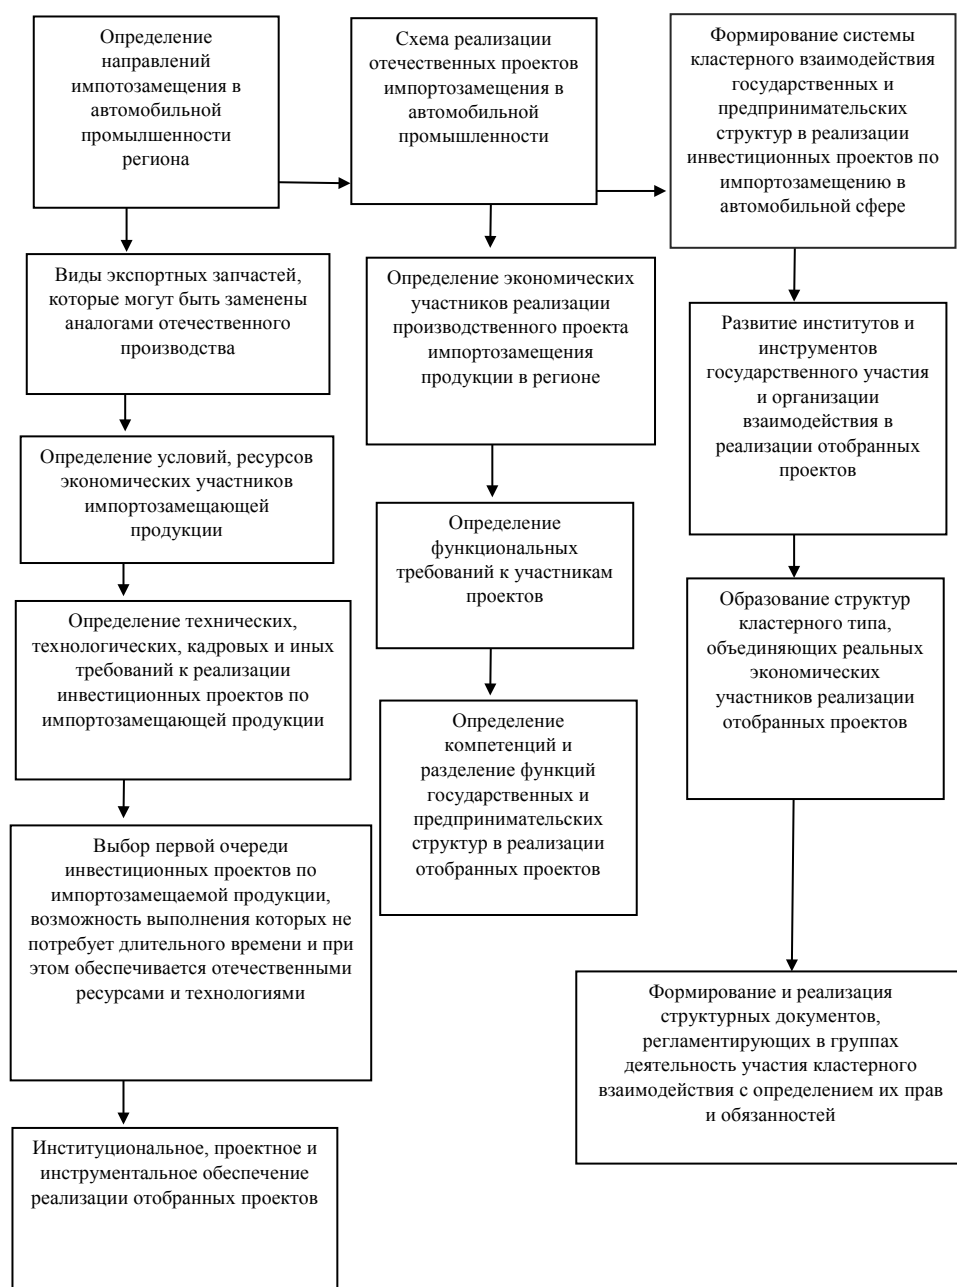 Определение
направлений
импотозамещения в
автомобильной
промылшенности
региона
Виды экспортных запчастей,
которые могут быть заменены
аналогами отечественного
производства
Определение условий, ресурсов
экономических участников
импортозамещающей
продукции
Определение технических,
технологических, кадровых и иных
требований к реализации
инвестиционных проектов по
импортозамещающей продукции
Выбор первой очереди
инвестиционных проектов по
импортозамещаемой продукции,
возможность выполнения которых не
потребует длительного времени и при
этом обеспечивается отечественными
ресурсами и технологиями
Институциональное, проектное и
инструментальное обеспечение
реализации отобранных проектов
Схема реализации
отечественных проектов
импортозамещения в
автомобильной
промышленности
Определение экономических
участников реализации
производственного проекта
импортозамещения
продукции в регионе
Определение
функциональных
требований к участникам
проектов
Определение
компетенций и
разделение функций
государственных и
предпринимательских
структур в реализации
отобранных проектов
Формирование системы
кластерного взаимодействия
государственных и
предпринимательских
структур в реализации
инвестиционных проектов по
импортозамещению в
автомобильной сфере
Развитие институтов и
инструментов
государственного участия
и организации
взаимодействия в
реализации отобранных
проектов
Образование структур
кластерного типа,
объединяющих реальных
экономических
участников реализации
отобранных проектов
Формирование и реализация
структурных документов,
регламентирующих в группах
деятельность участия кластерного
взаимодействия с определением их прав
и обязанностей